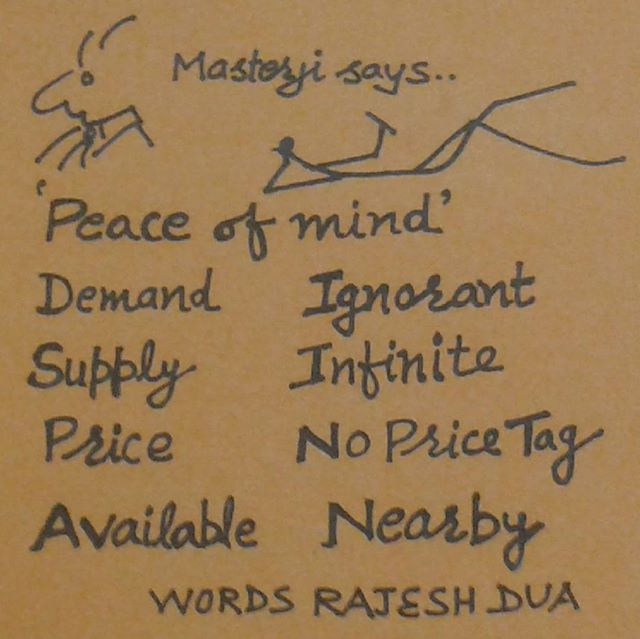 Masterji says..
'Peace of mind'
Demand Ignorant
Supply Infinite
Price No Price Tag
Available Nearby
WORDS RAJESH DUA